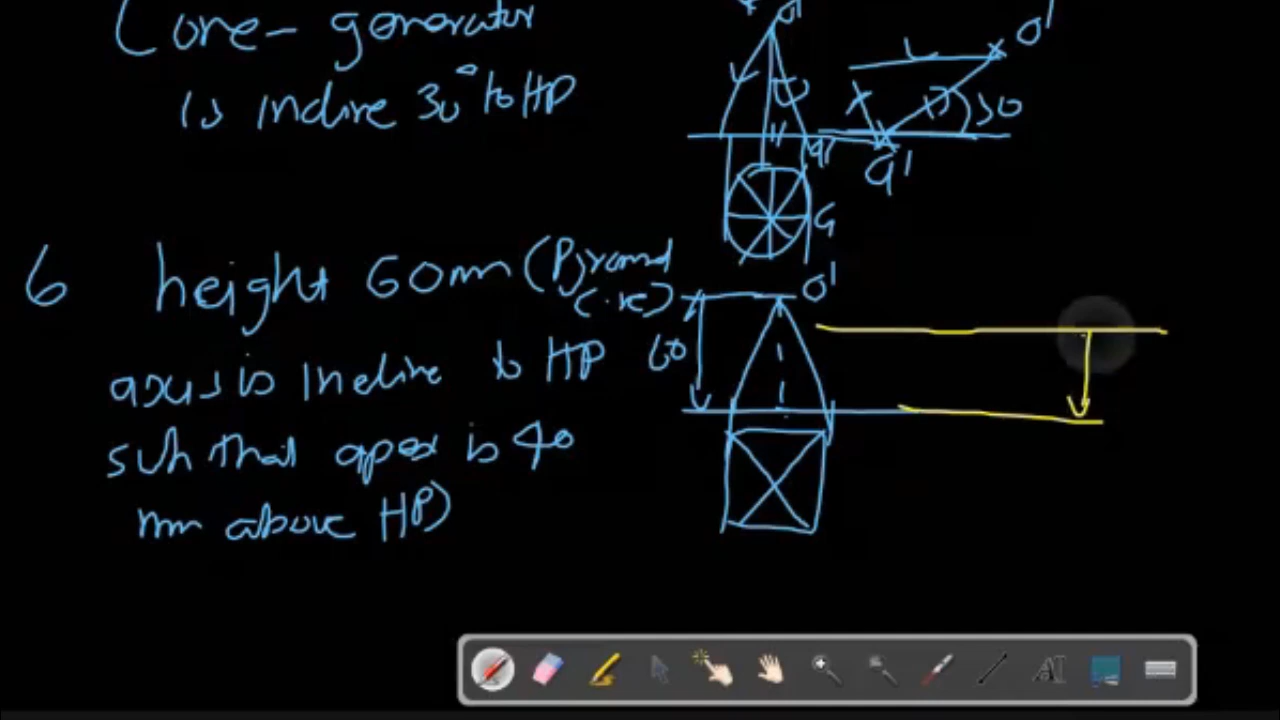 Cone- generator
is incline 30° to HP
O'
L
O'
30
a'
a'
a
6 height 60mm (Pyramid
O'
axis is incline to HP 60
such that apex is 40
mm above HP)
AI